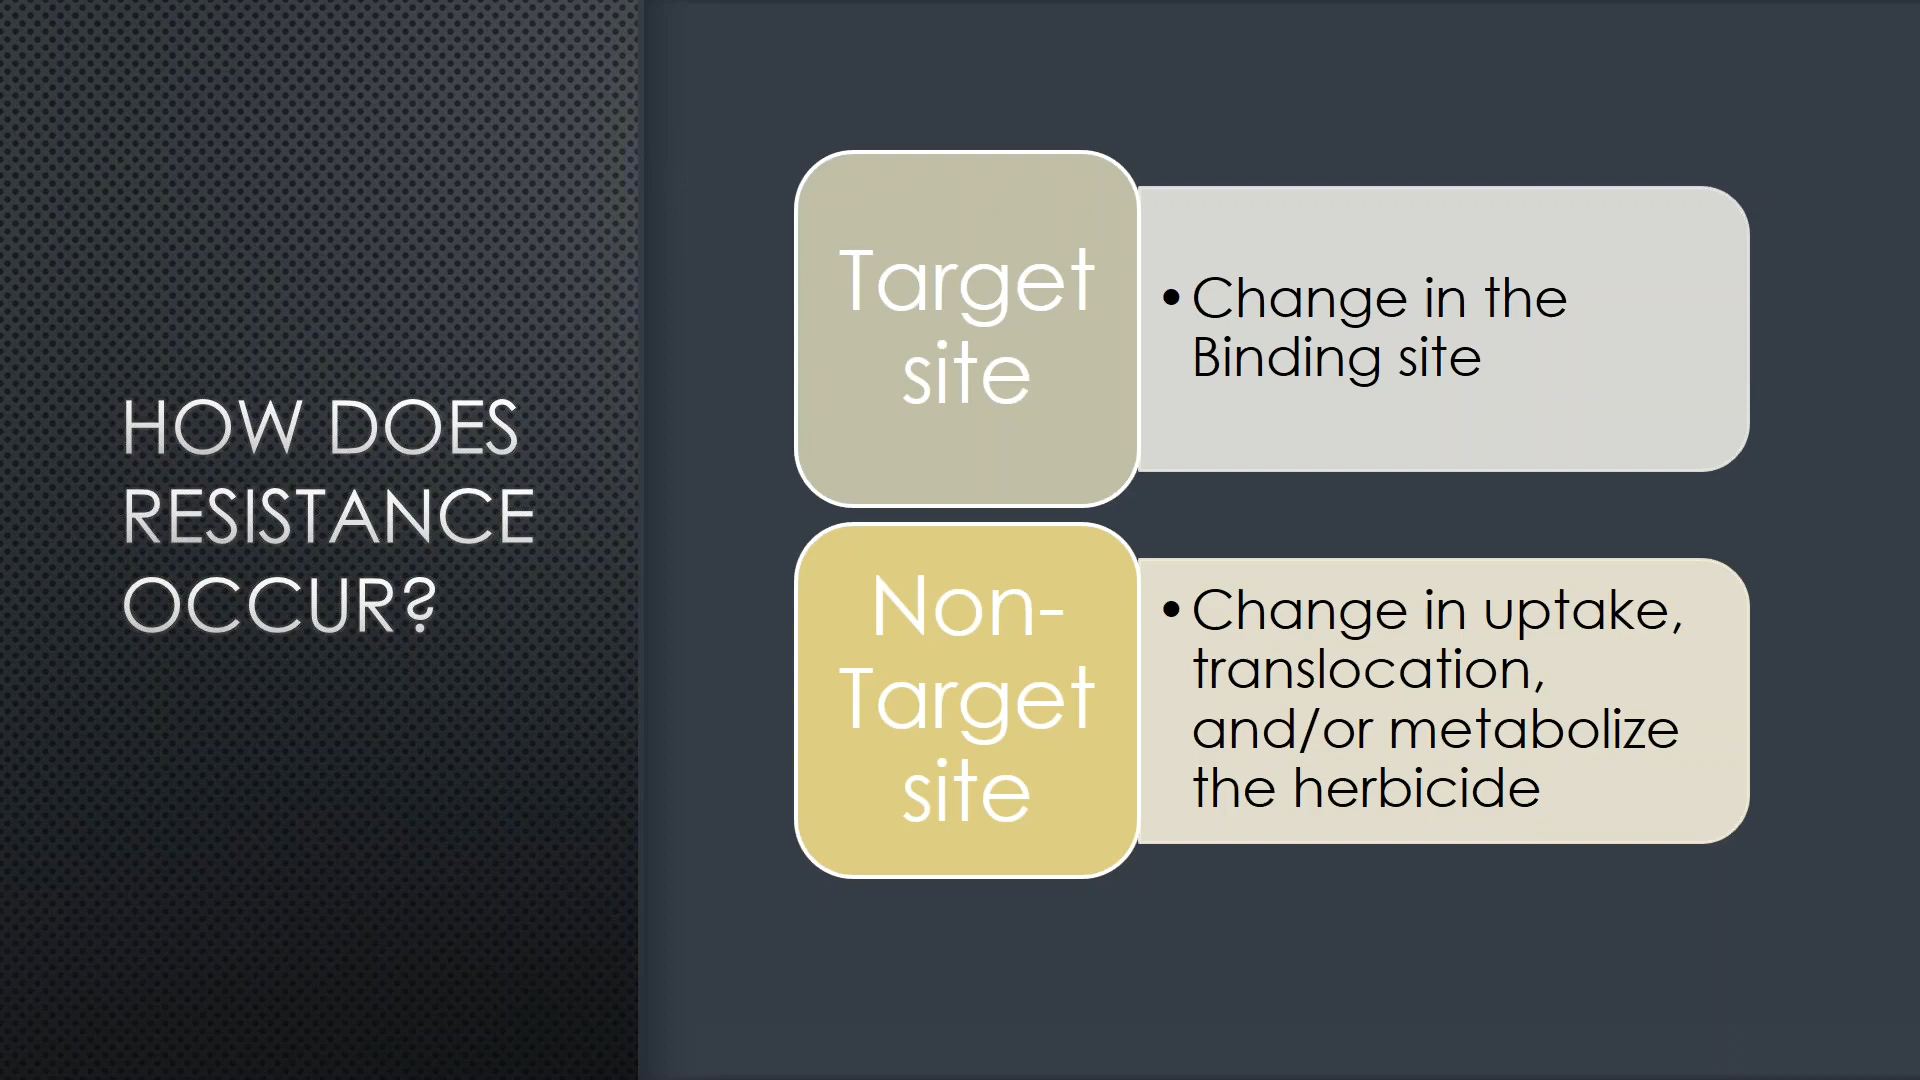 HOW DOES
RESISTANCE
OCCUR?
Target
site
• Change in the
Binding site
Non-
Target
site
• Change in uptake,
translocation,
and/or metabolize
the herbicide